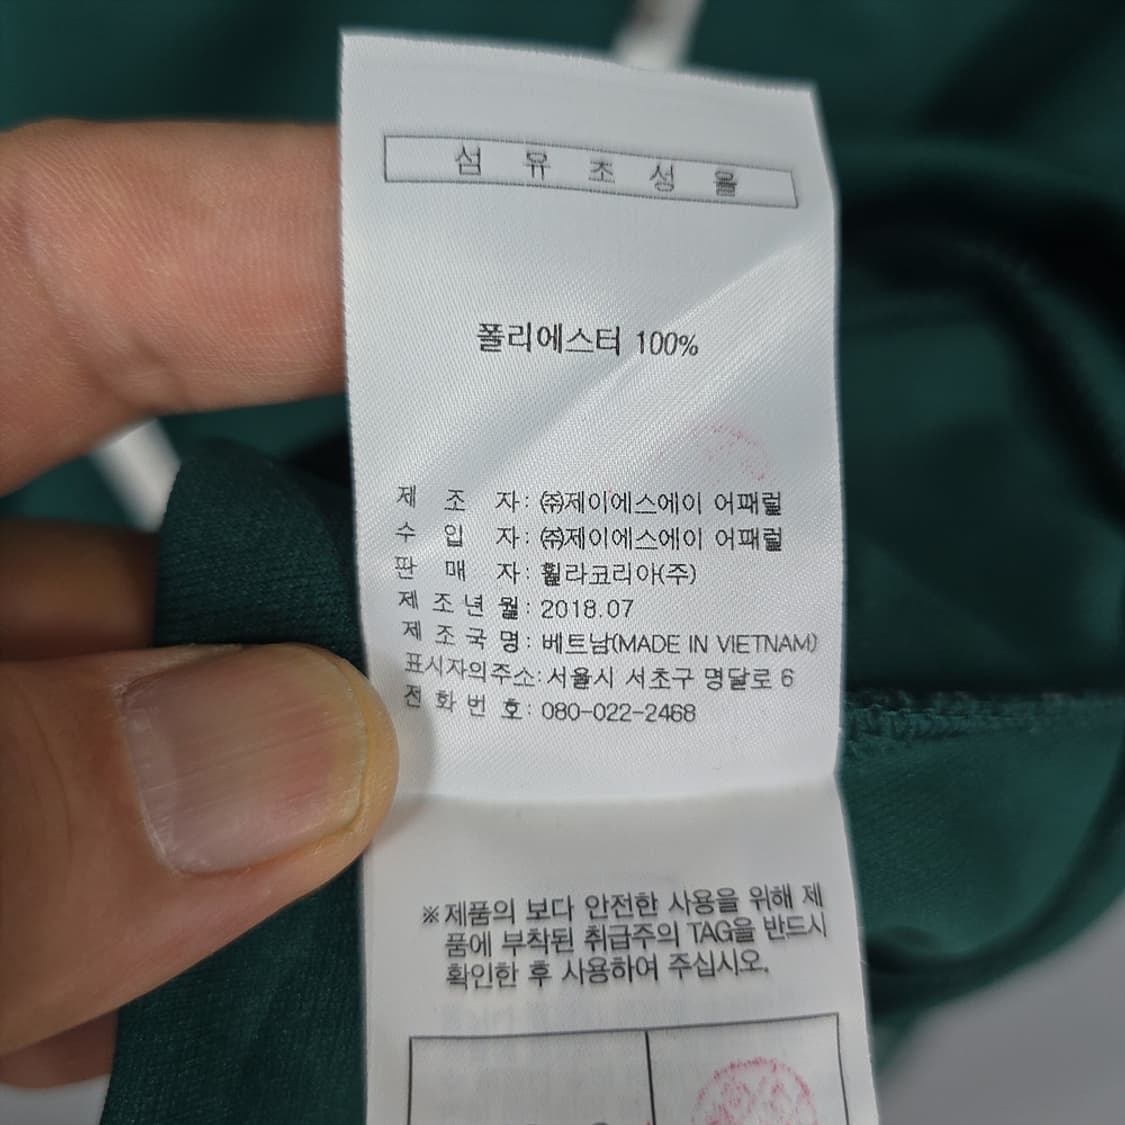 섬 유 조 성 율
폴리에스터 100%
제 조 자: ㈜제이에스에이 어패럴
수 입 자: ㈜제이에스에이 어패럴
판 매 자: 휠라코리아(주)
제 조 년 월: 2018.07
제 조 국 명: 베트남(MADE IN VIETNAM)
표시자의주소: 서울시 서초구 명달로 6
전 화 번 호: 080-022-2468
※제품의 보다 안전한 사용을 위해 제
품에 부착된 취급주의 TAG을 반드시
확인한 후 사용하여 주십시오.